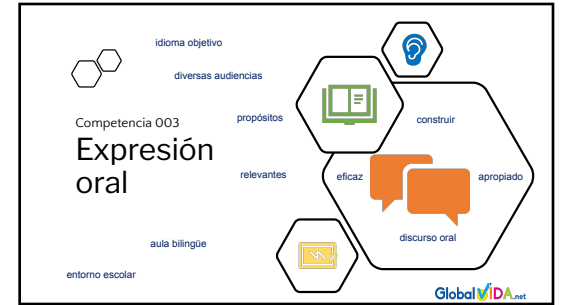 idioma objetivo
diversas audiencias
Competencia 003
propósitos
construir
Expresión
oral
relevantes
eficaz
apropiado
discurso oral
aula bilingüe
entorno escolar
GlobalVIDA.net